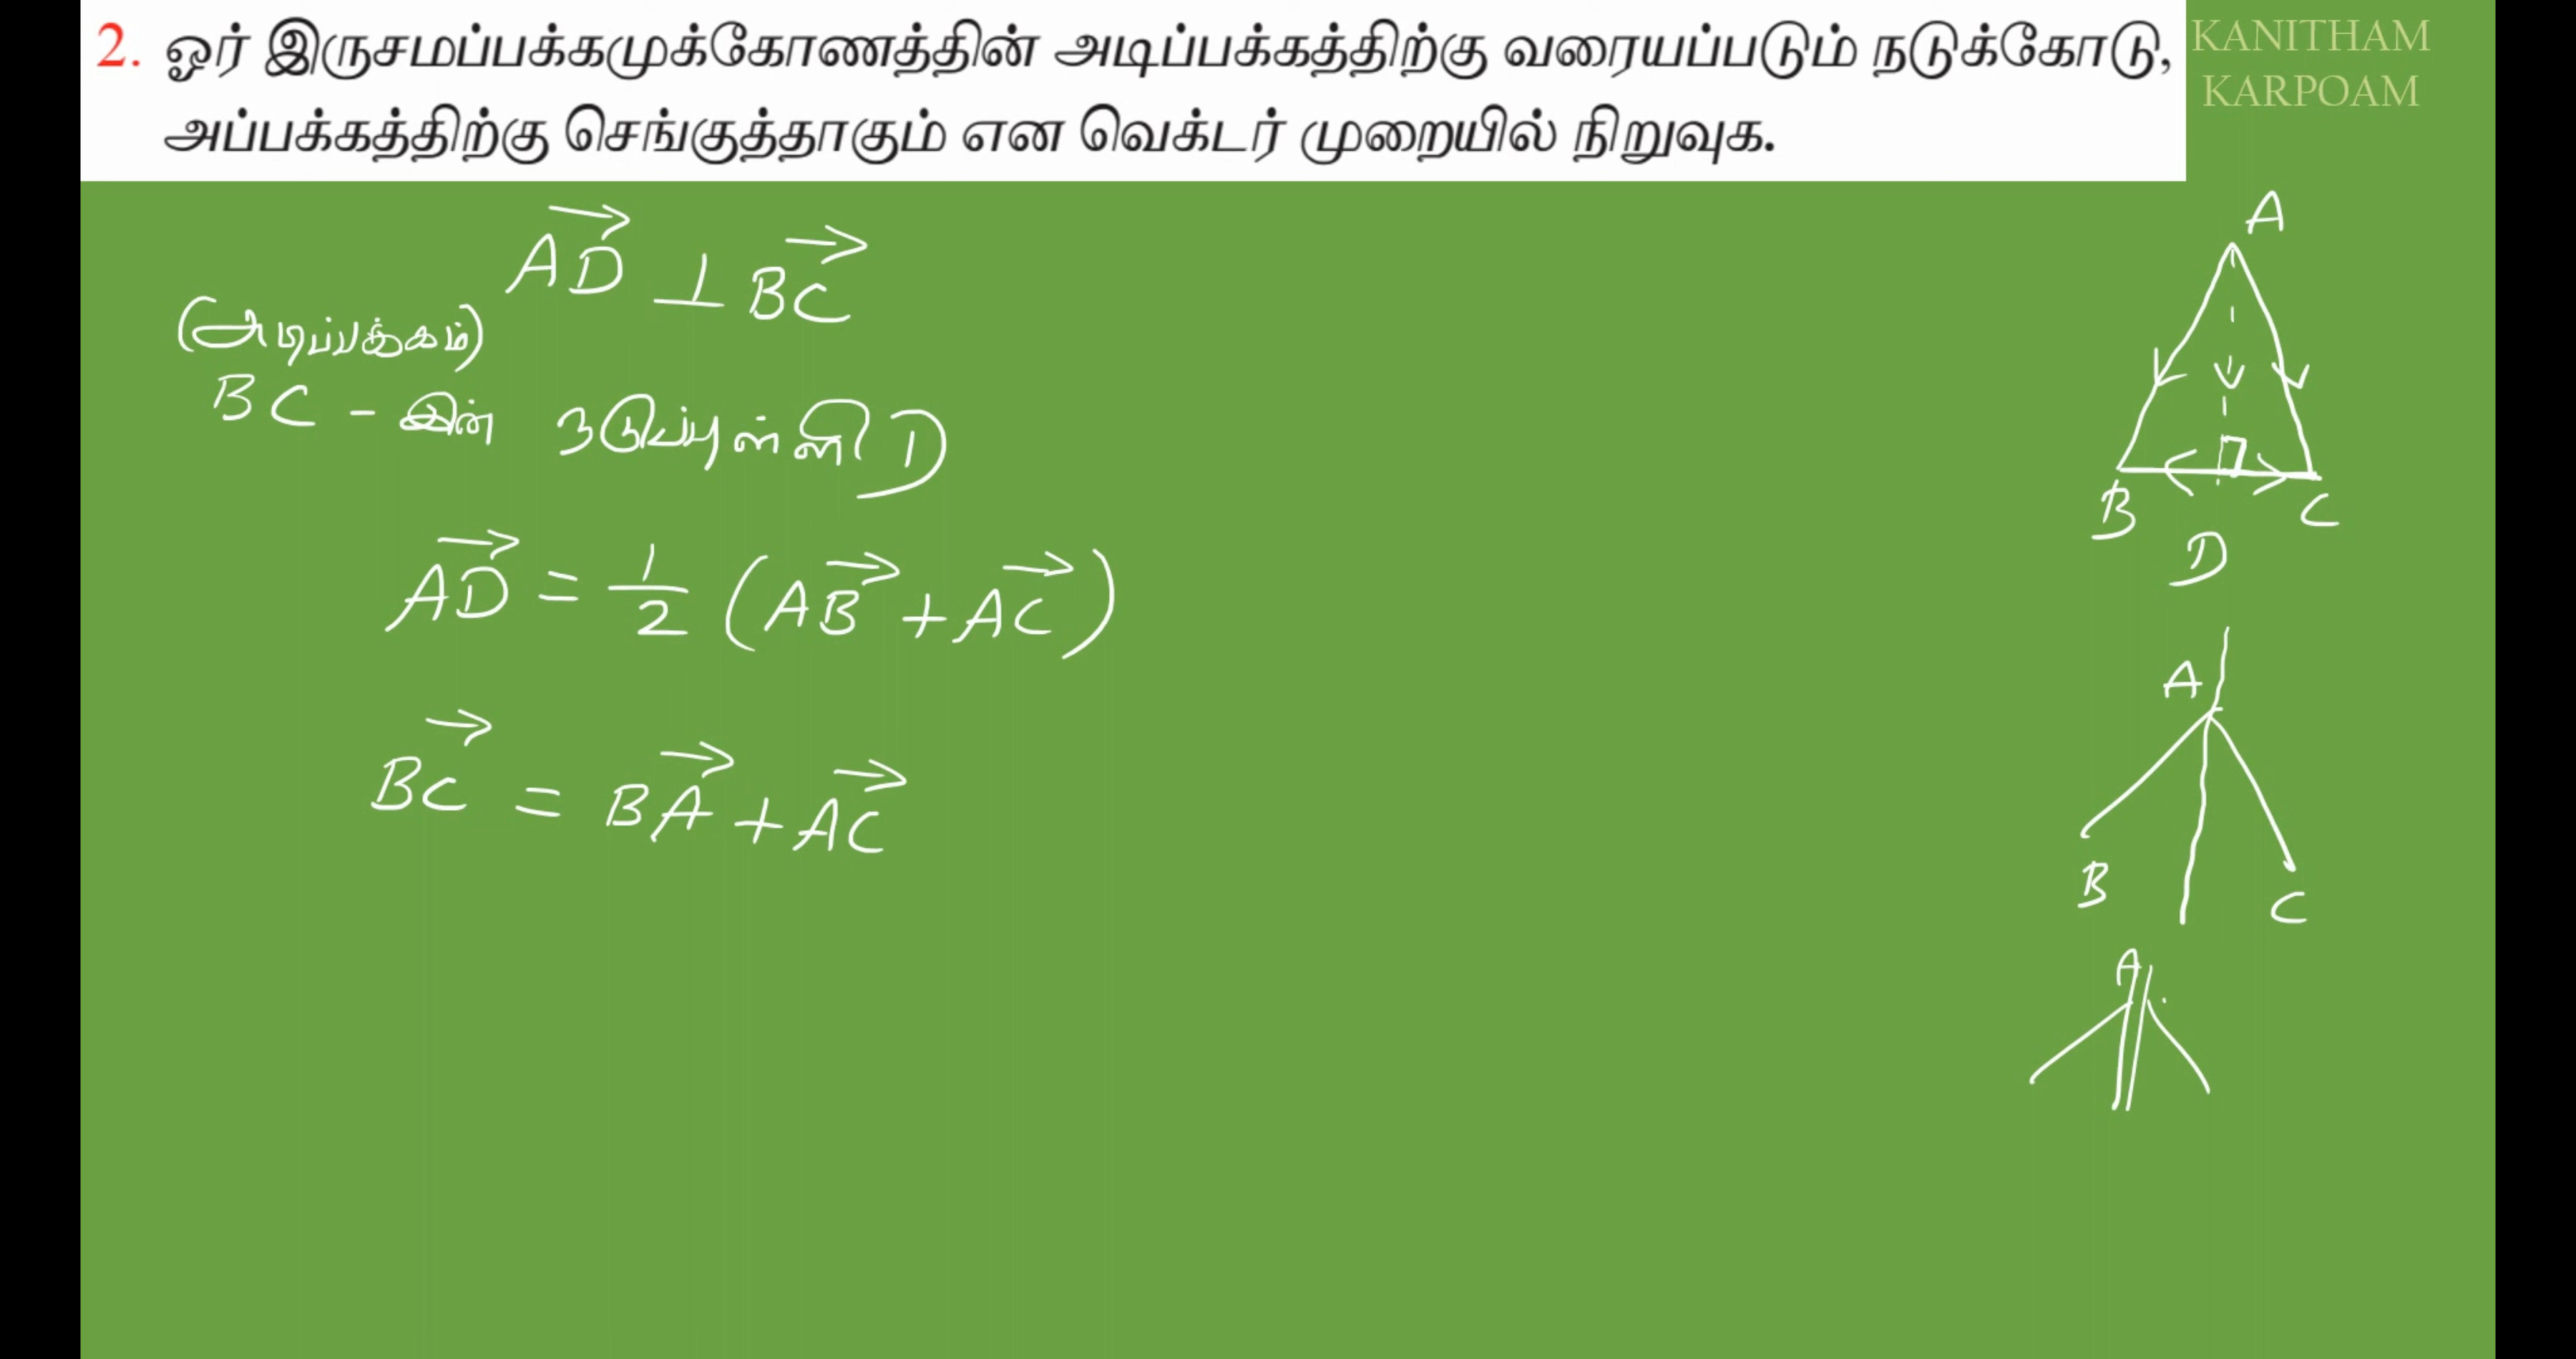 2. ஓர் இருசமப்பக்கமுக்கோணத்தின் அடிப்பக்கத்திற்கு வரையப்படும் நடுக்கோடு,
அப்பக்கத்திற்கு செங்குத்தாகும் என வெக்டர் முறையில் நிறுவுக.
KANITHAM
KARPOAM
AD ⊥ BC
(அடிப்பக்கம்)
BC - இன் நடுப்புள்ளி D
AD = 1/2 (AB + AC)
BC = BA + AC
A
B C
D
A
B C
A